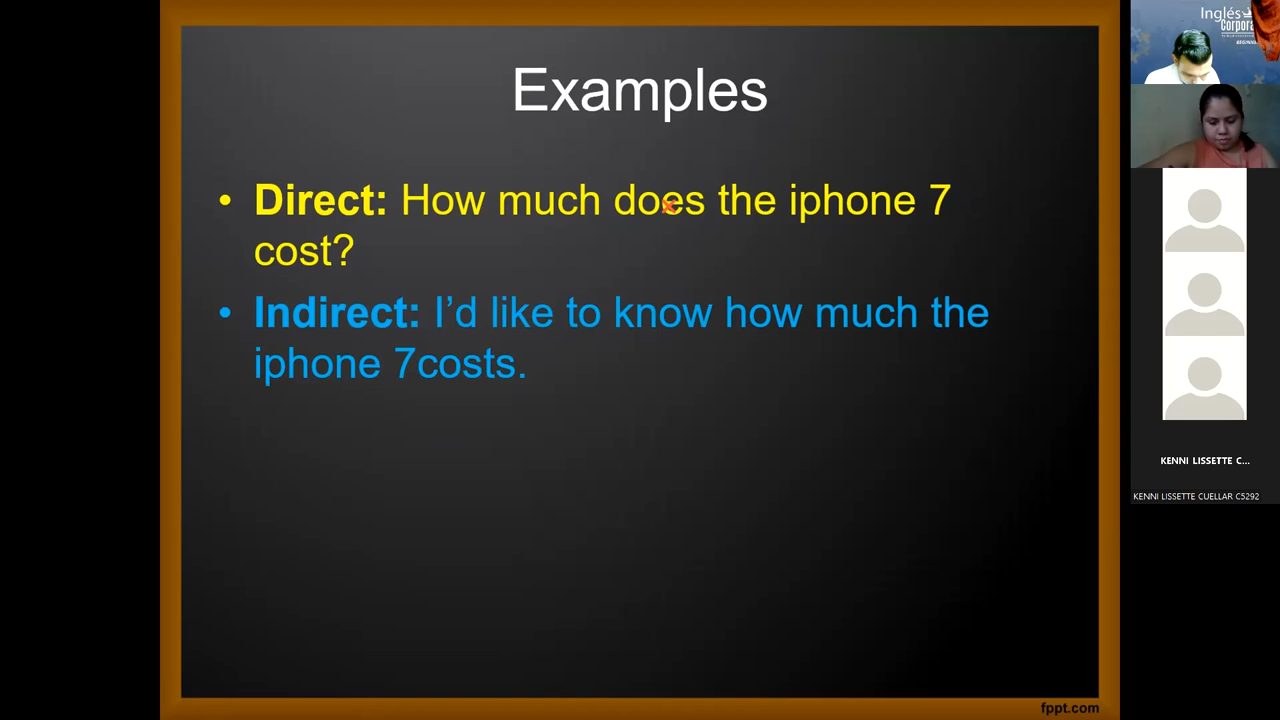 Examples
• Direct: How much does the iphone 7
cost?
• Indirect: I'd like to know how much the
iphone 7costs.
fppt.com
Inglés
Corpora
KENNI LISSETTE C...
KENNI LISSETTE CUELLAR C5292